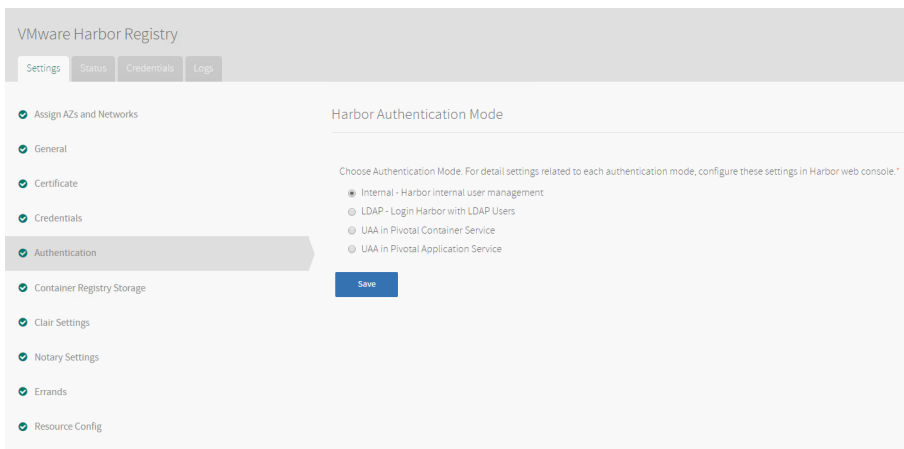 VMware Harbor Registry
Settings Status Credentials Logs
Assign AZs and Networks
General
Certificate
Credentials
Authentication
Container Registry Storage
Clair Settings
Notary Settings
Errands
Resource Config
Harbor Authentication Mode
Choose Authentication Mode. For detail settings related to each authentication mode, configure these settings in Harbor web console.*
Internal - Harbor internal user management
LDAP - Login Harbor with LDAP Users
UAA in Pivotal Container Service
UAA in Pivotal Application Service
Save